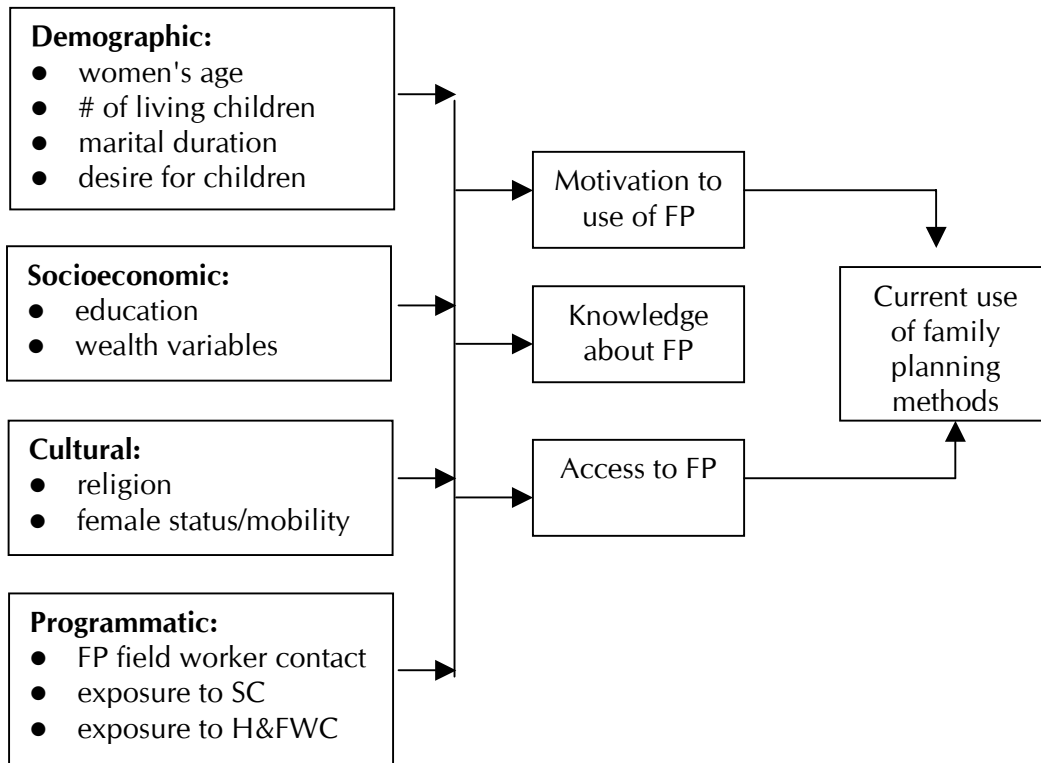 Demographic:
● women's age
● # of living children
● marital duration
● desire for children
Socioeconomic:
● education
● wealth variables
Cultural:
● religion
● female status/mobility
Programmatic:
● FP field worker contact
● exposure to SC
● exposure to H&FWC
Motivation to
use of FP
Knowledge
about FP
Access to FP
Current use
of family
planning
methods